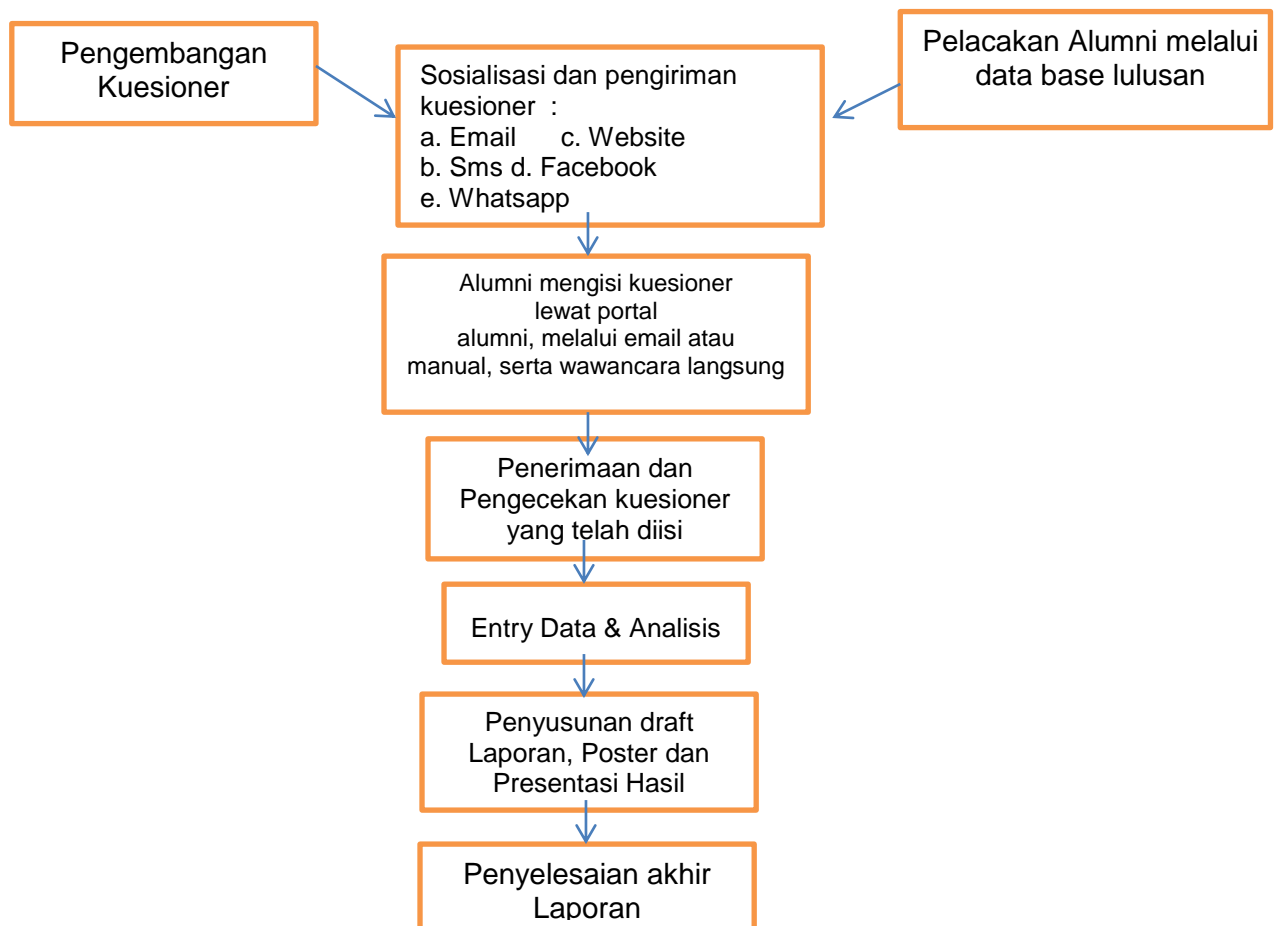 Pengembangan
Kuesioner
Pelacakan Alumni melalui
data base lulusan
Sosialisasi dan pengiriman
kuesioner  :
a. Email     c. Website
b. Sms d. Facebook
e. Whatsapp
Alumni mengisi kuesioner
lewat portal
alumni, melalui email atau
manual, serta wawancara langsung
Penerimaan dan
Pengecekan kuesioner
yang telah diisi
Entry Data & Analisis
Penyusunan draft
Laporan, Poster dan
Presentasi Hasil
Penyelesaian akhir
Laporan